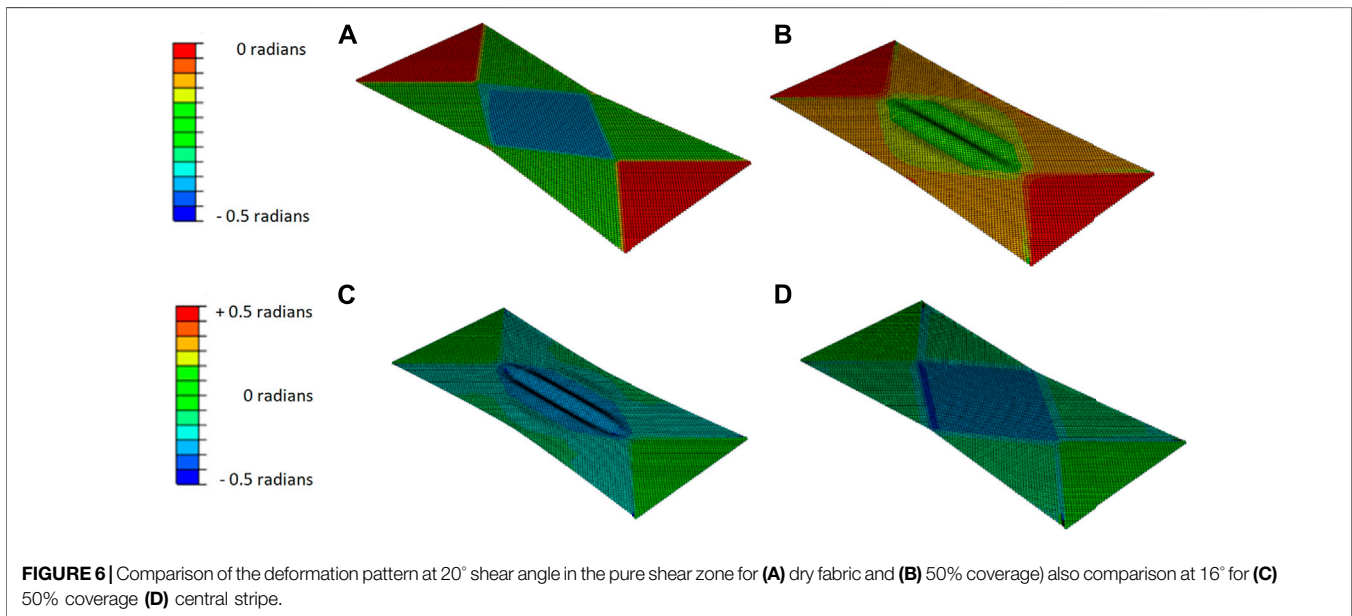 A
B
0 radians
- 0.5 radians
C
D
+ 0.5 radians
0 radians
- 0.5 radians
FIGURE 6 | Comparison of the deformation pattern at 20° shear angle in the pure shear zone for (A) dry fabric and (B) 50% coverage) also comparison at 16° for (C)
50% coverage (D) central stripe.